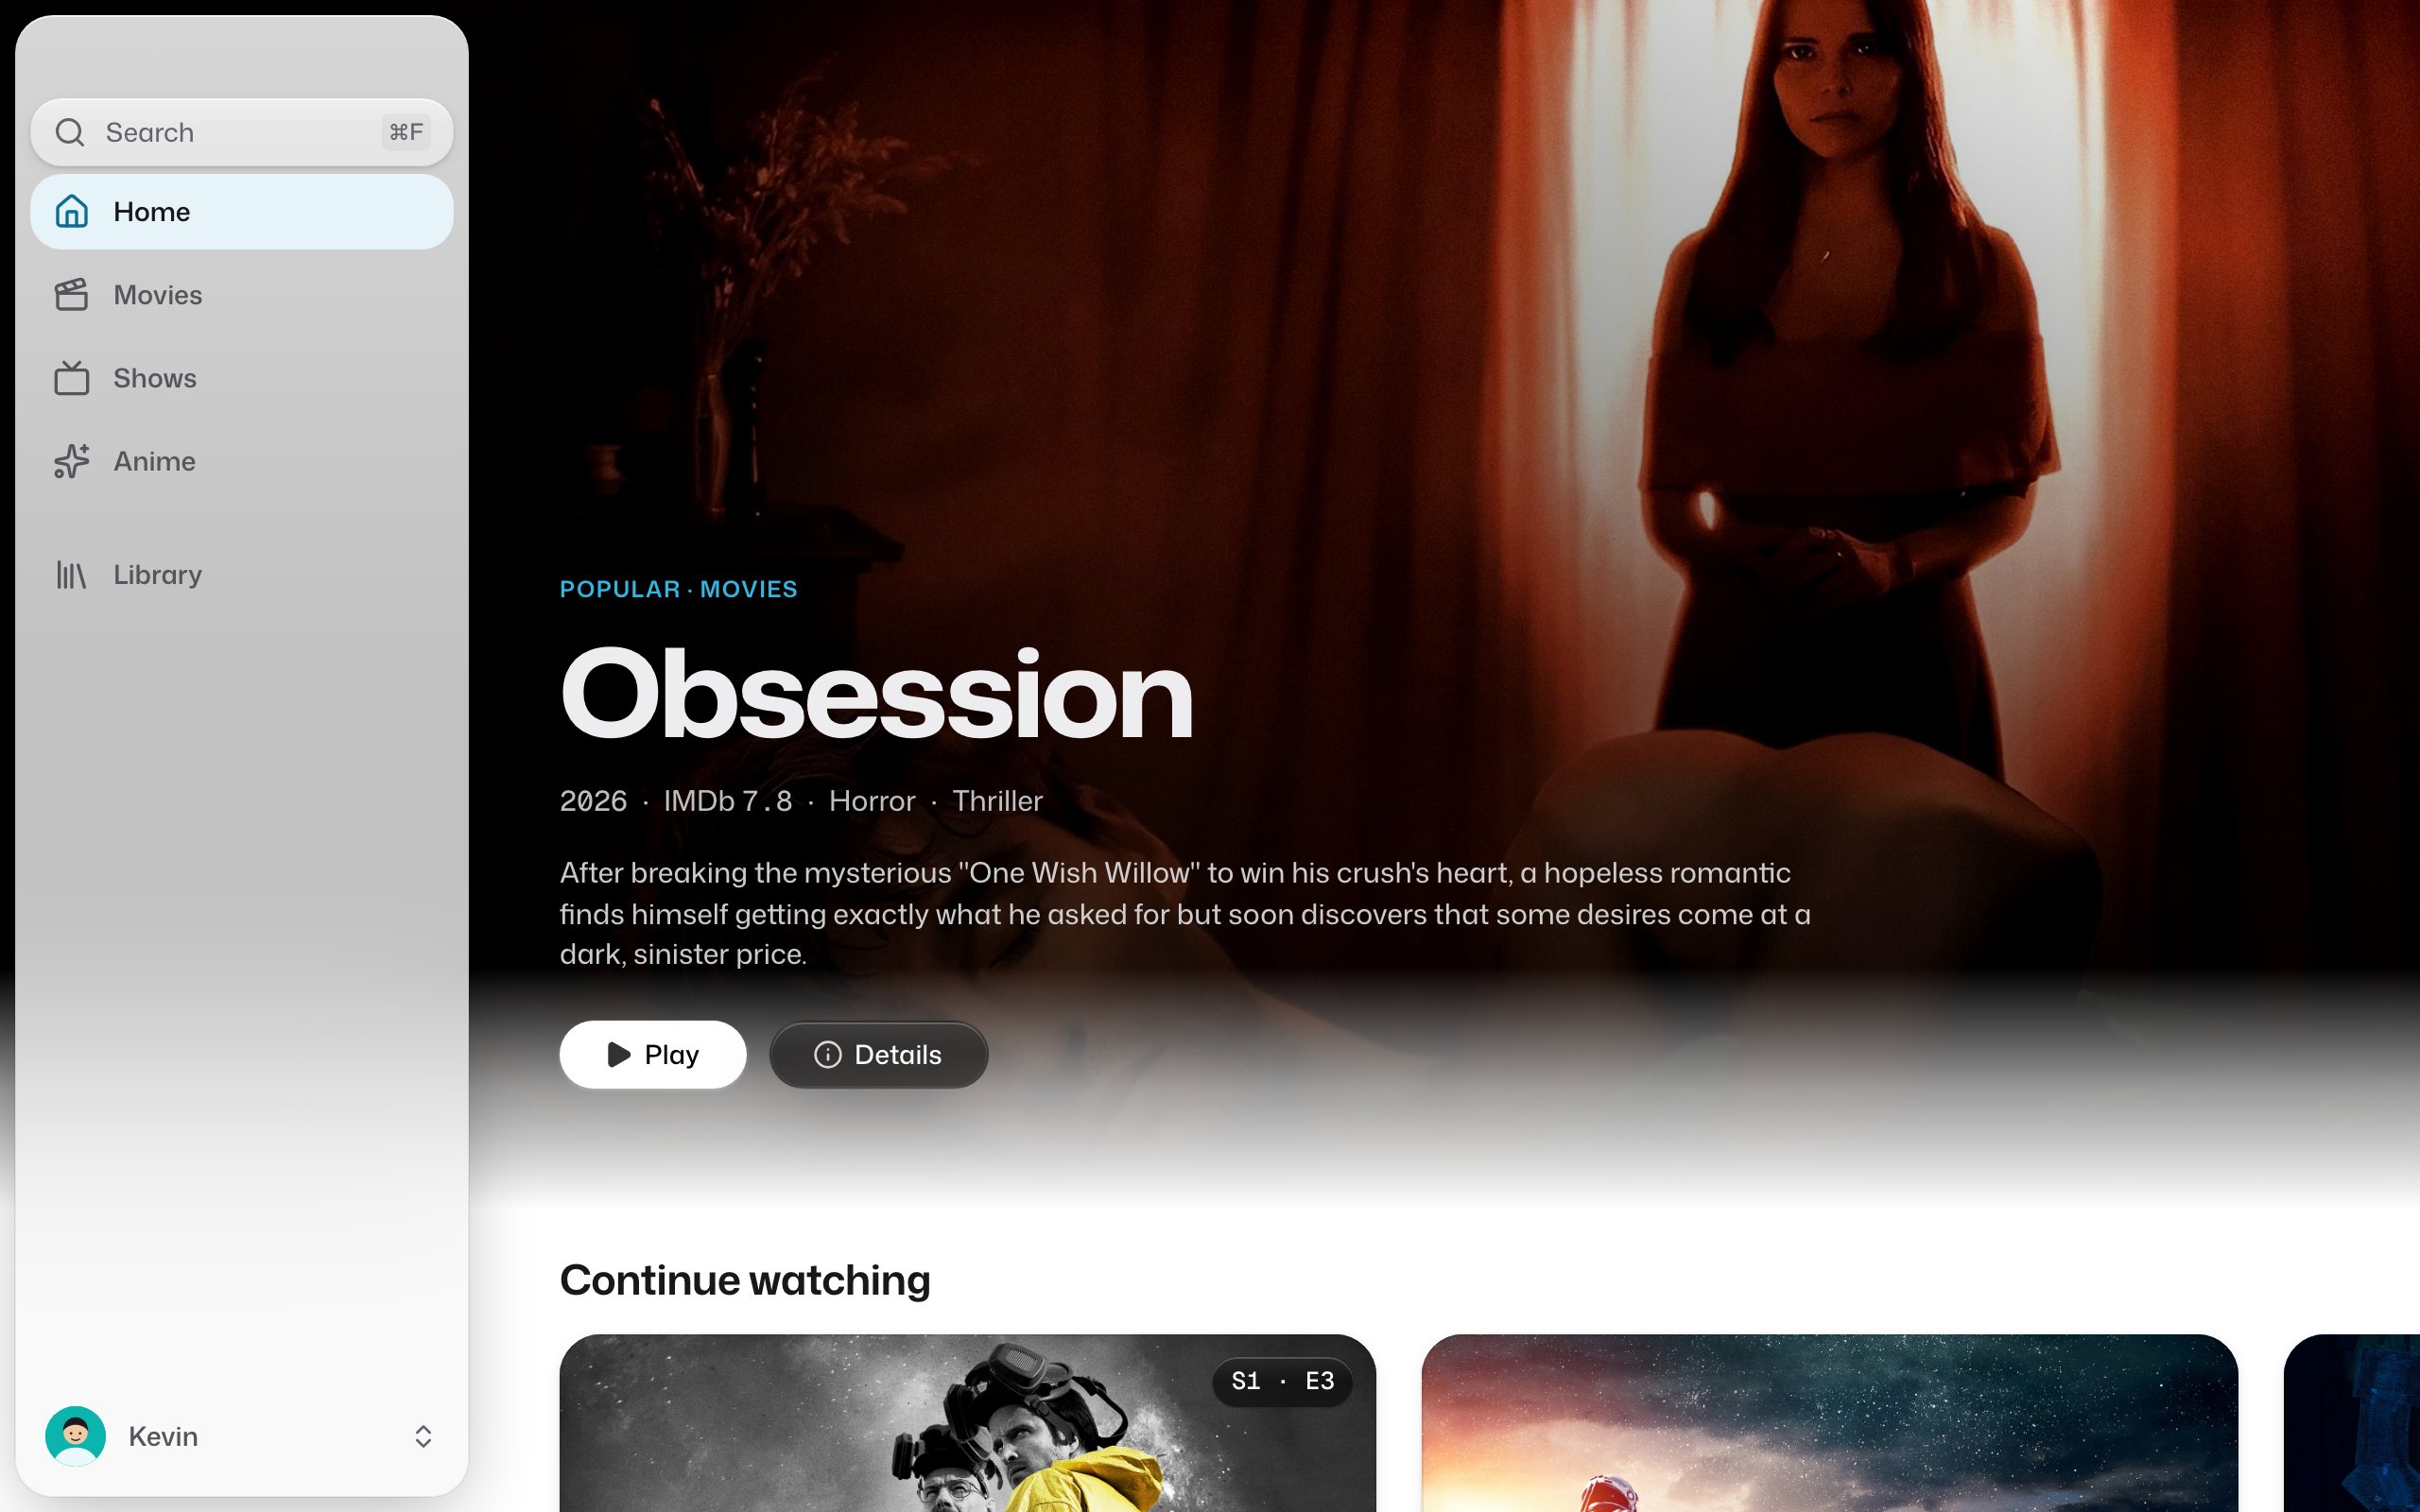 Search ⌘F
Home
Movies
Shows
Anime
Library
Kevin
POPULAR · MOVIES
Obsession
2026 · IMDb 7.8 · Horror · Thriller
After breaking the mysterious "One Wish Willow" to win his crush's heart, a hopeless romantic
finds himself getting exactly what he asked for but soon discovers that some desires come at a
dark, sinister price.
Play
Details
Continue watching
S1 · E3